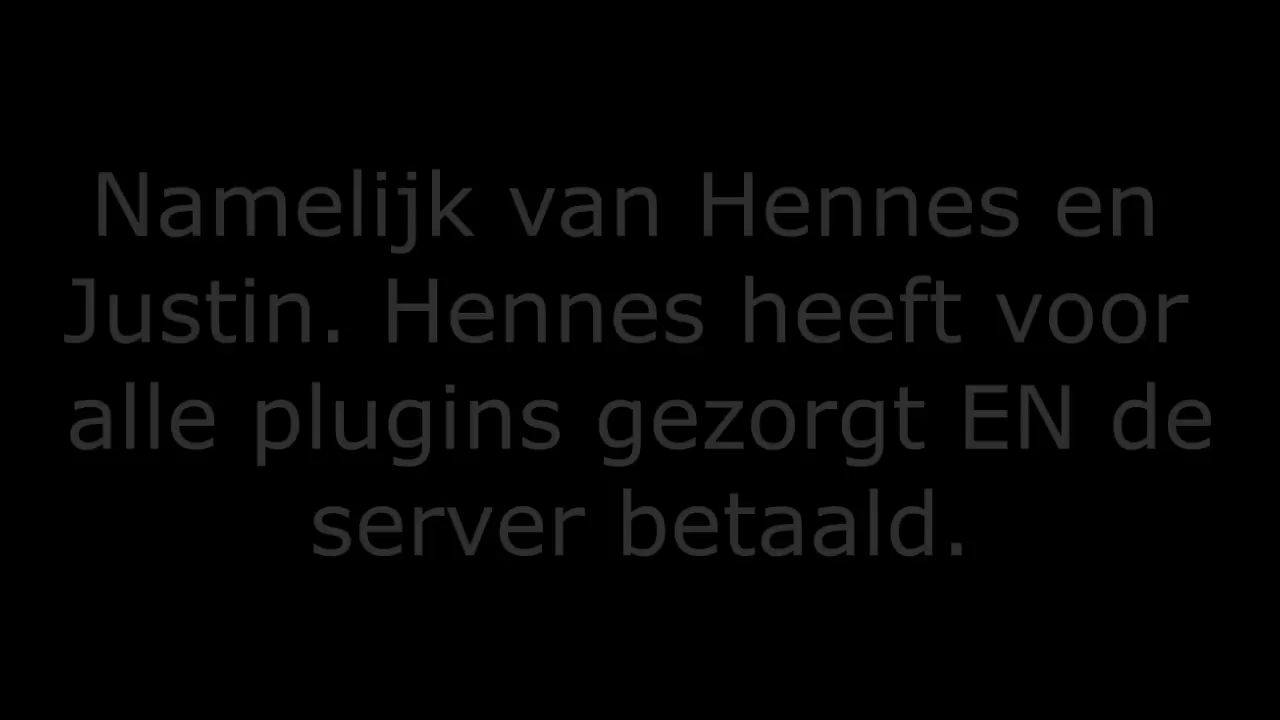 Namelijk van Hennes en
Justin. Hennes heeft voor
alle plugins gezorgt EN de
server betaald.